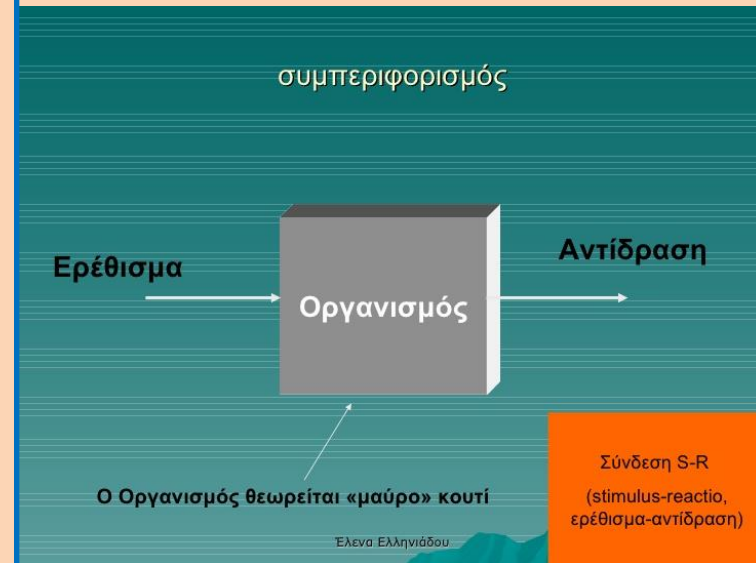 συμπεριφορισμός
Ερέθισμα
Αντίδραση
Οργανισμός
Ο Οργανισμός θεωρείται «μαύρο» κουτί
Σύνδεση S-R
(stimulus-reactio,
ερέθισμα-αντίδραση)
Έλενα Ελληνιάδου